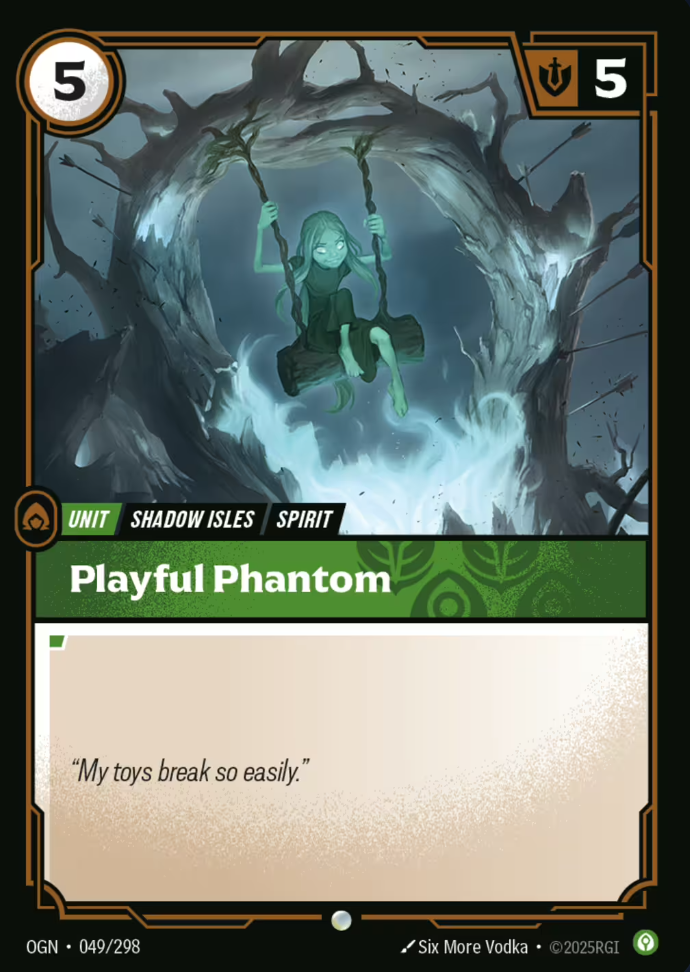 5
5
UNIT
SHADOW ISLES
SPIRIT
Playful Phantom
“My toys break so easily.”
OGN • 049/298
Six More Vodka • ©2025RGI